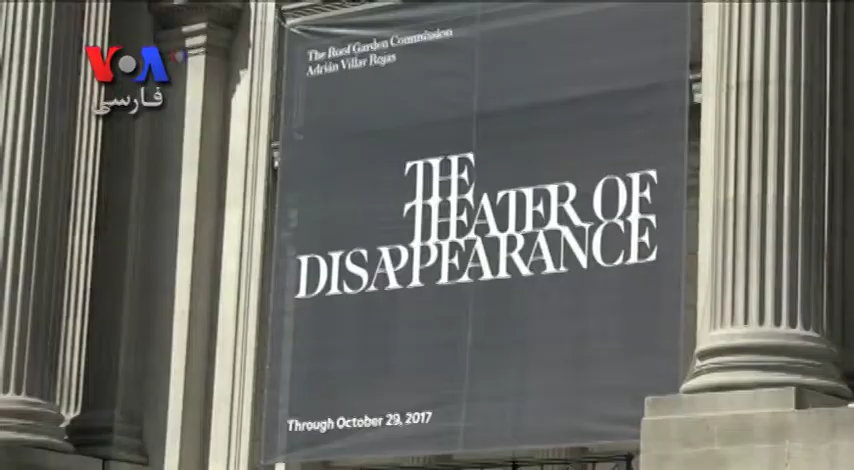 VOA
فارسی
The Roof Garden Commission
Adrián Villar Rojas
THE
THEATER OF
DISAPPEARANCE
Through October 29, 2017